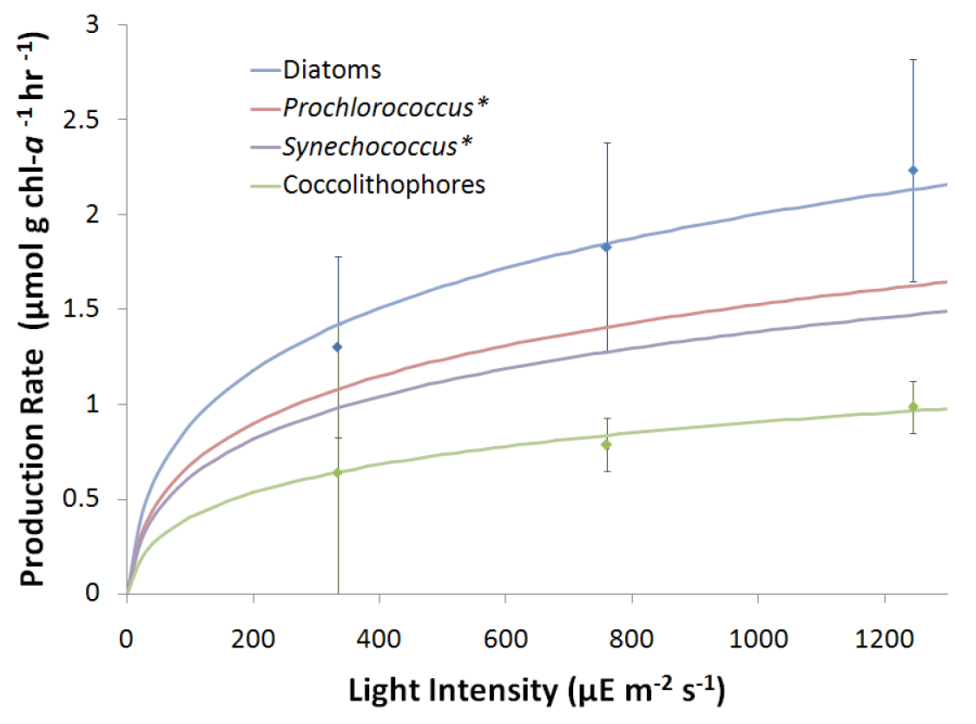 3
2.5
2
1.5
1
0.5
0
Diatoms
Prochlorococcus*
Synechococcus*
Coccolithophores
Production Rate (µmol g chl-a ⁻¹ hr ⁻¹)
0 200 400 600 800 1000 1200
Light Intensity (µE m⁻² s⁻¹)